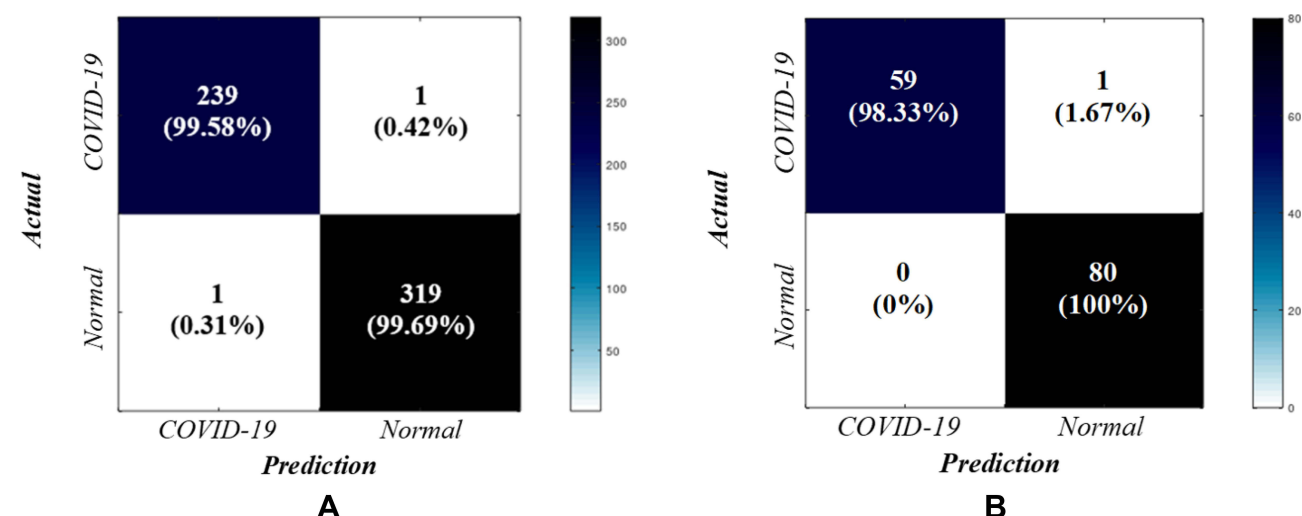 COVID-19
Normal
Actual
239
(99.58%)
1
(0.42%)
1
(0.31%)
319
(99.69%)
COVID-19
Normal
Prediction
A
300
250
200
150
100
50
COVID-19
Normal
Actual
59
(98.33%)
1
(1.67%)
0
(0%)
80
(100%)
COVID-19
Normal
Prediction
B
80
60
40
20
0